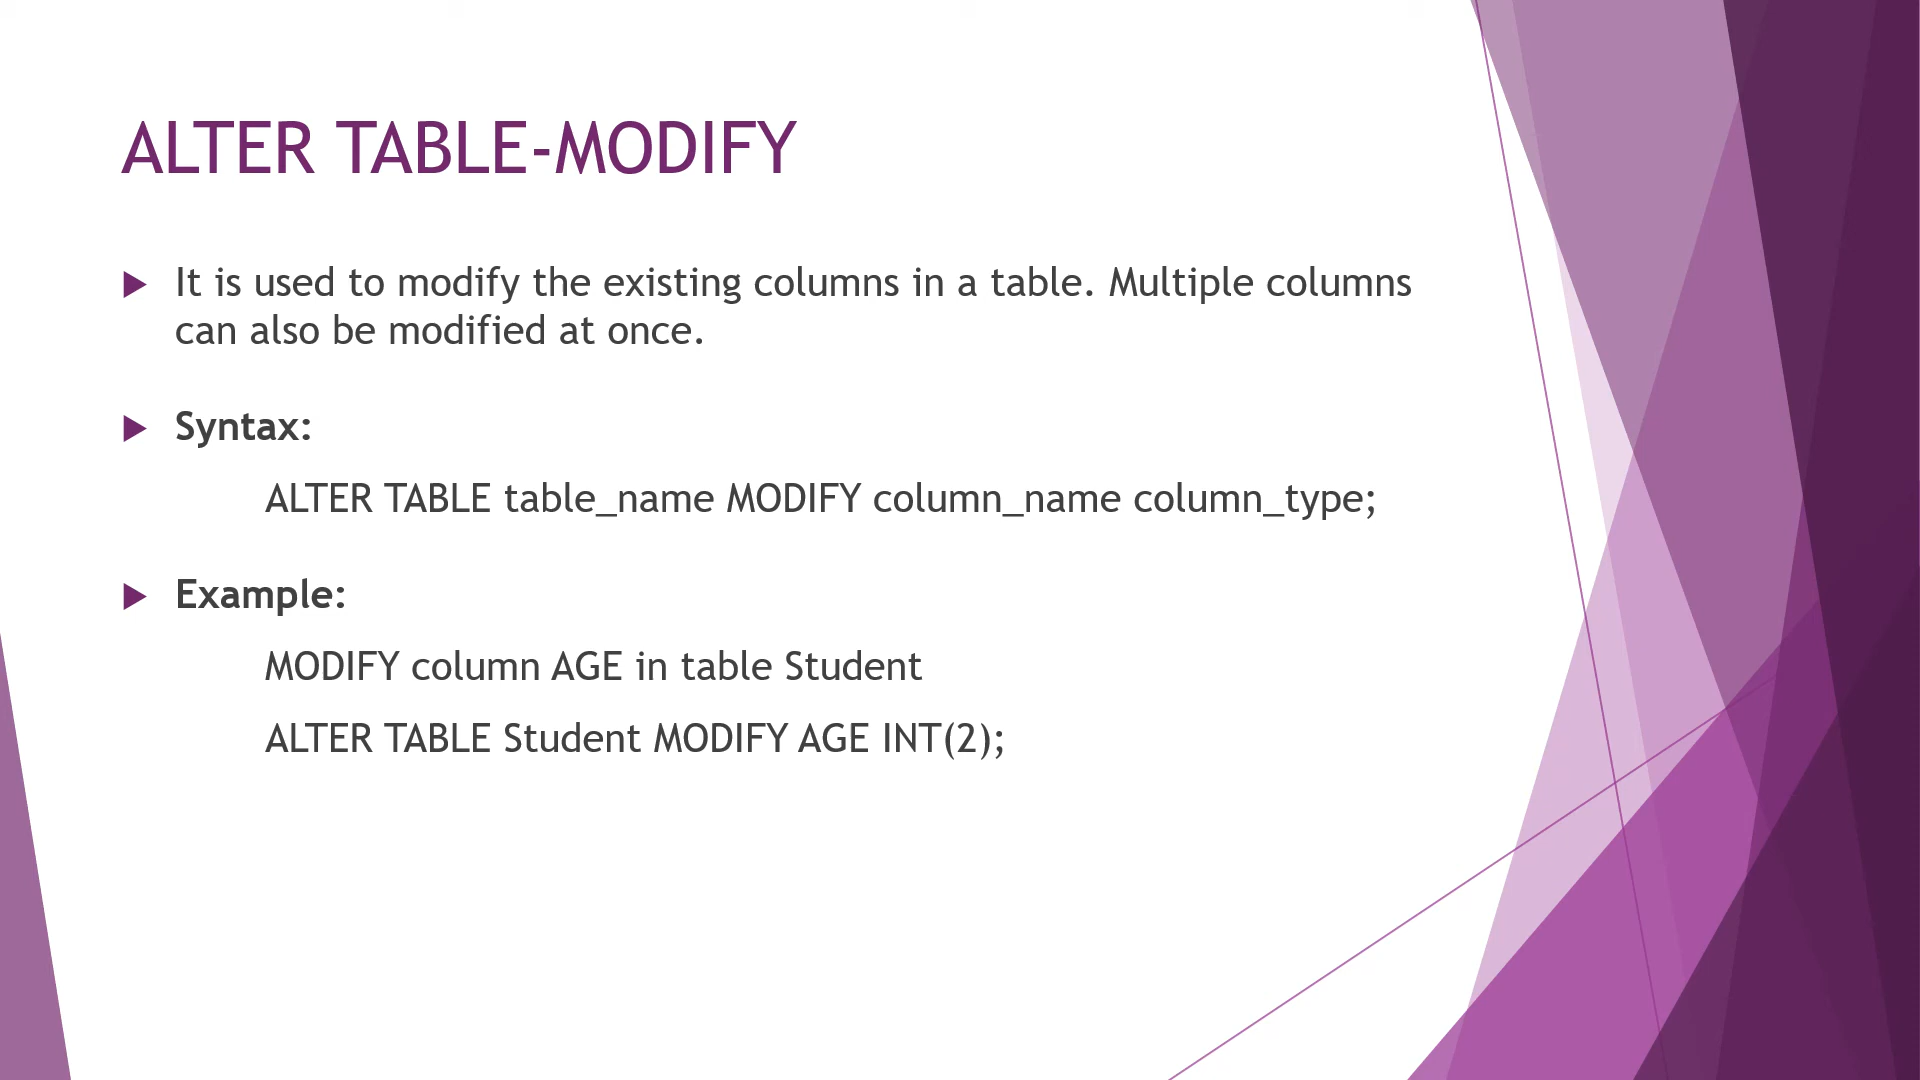 ALTER TABLE-MODIFY
It is used to modify the existing columns in a table. Multiple columns
can also be modified at once.
Syntax:
ALTER TABLE table_name MODIFY column_name column_type;
Example:
MODIFY column AGE in table Student
ALTER TABLE Student MODIFY AGE INT(2);